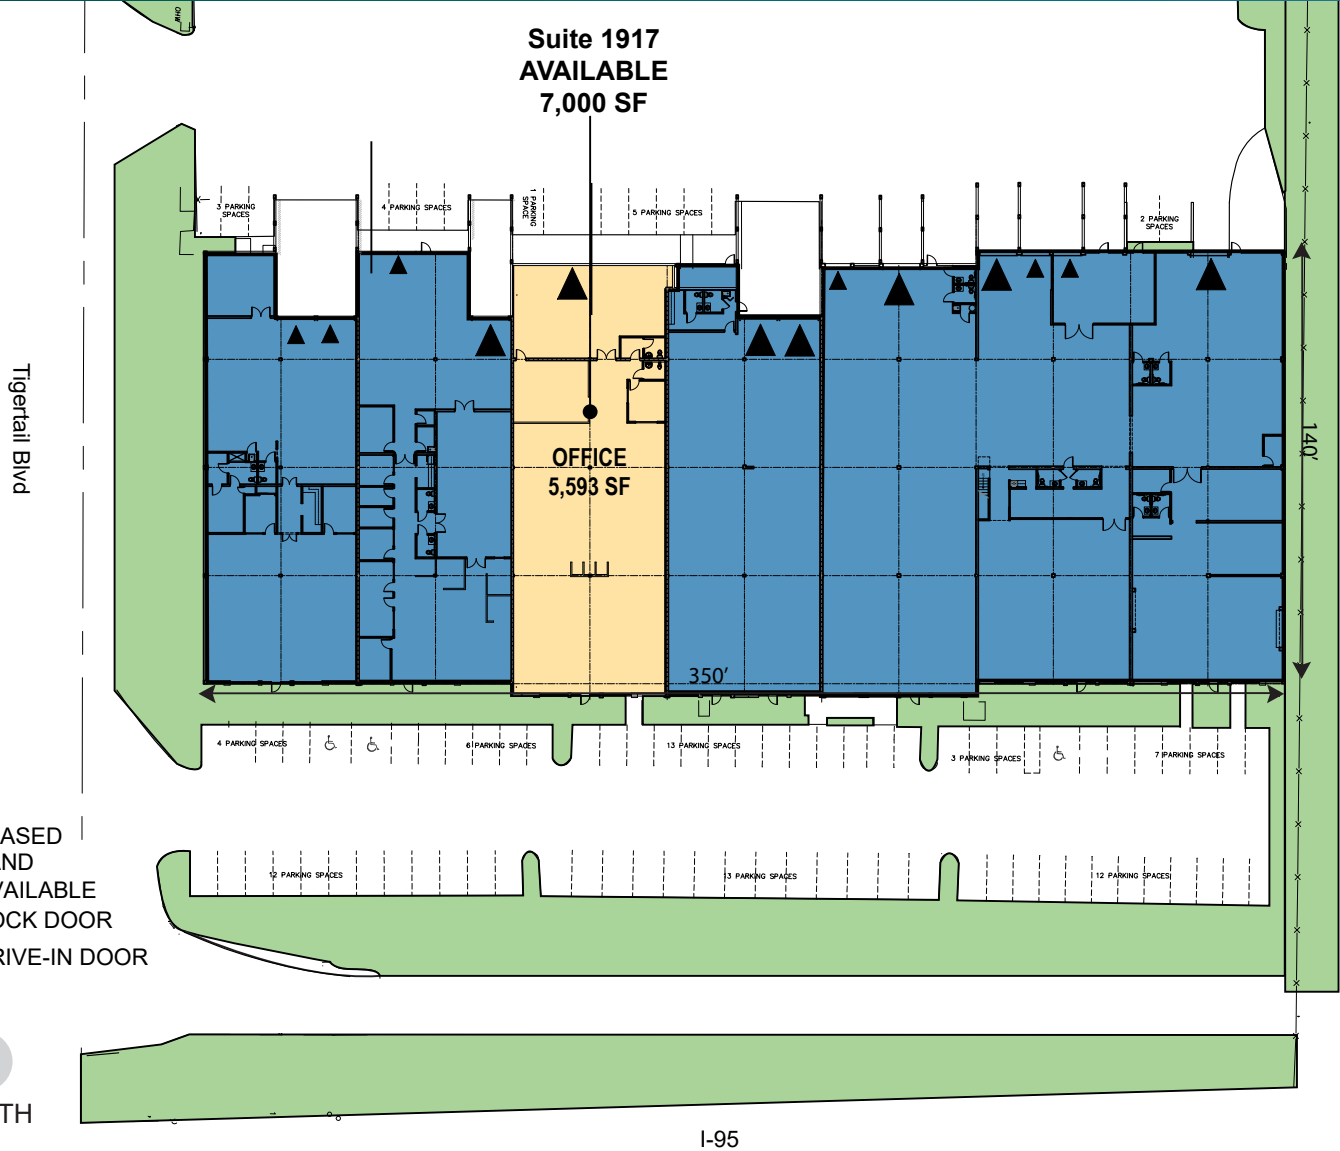 OHW
Suite 1917
AVAILABLE
7,000 SF
3 PARKING
SPACES
4 PARKING SPACES
1 PARKING
SPACE
5 PARKING SPACES
2 PARKING
SPACES
Tigertail Blvd
140'
OFFICE
5,593 SF
350'
4 PARKING SPACES
6 PARKING SPACES
13 PARKING SPACES
3 PARKING SPACES
7 PARKING SPACES
ASED
AND
VAILABLE
OCK DOOR
RIVE-IN DOOR
12 PARKING SPACES
13 PARKING SPACES
12 PARKING SPACES
TH
I-95